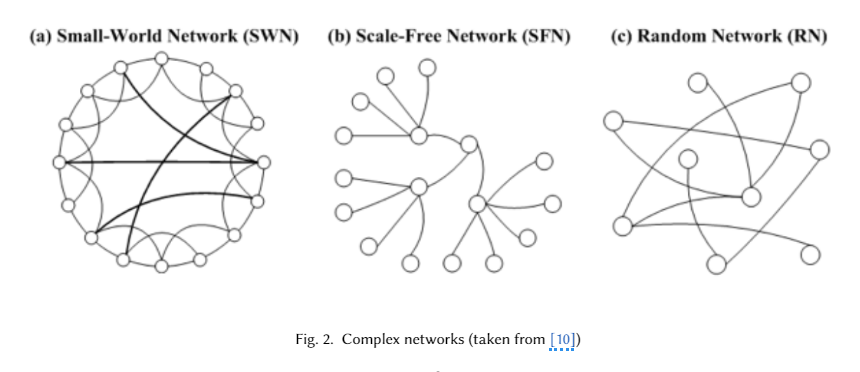 (a) Small-World Network (SWN) (b) Scale-Free Network (SFN) (c) Random Network (RN)
Fig. 2. Complex networks (taken from [10])